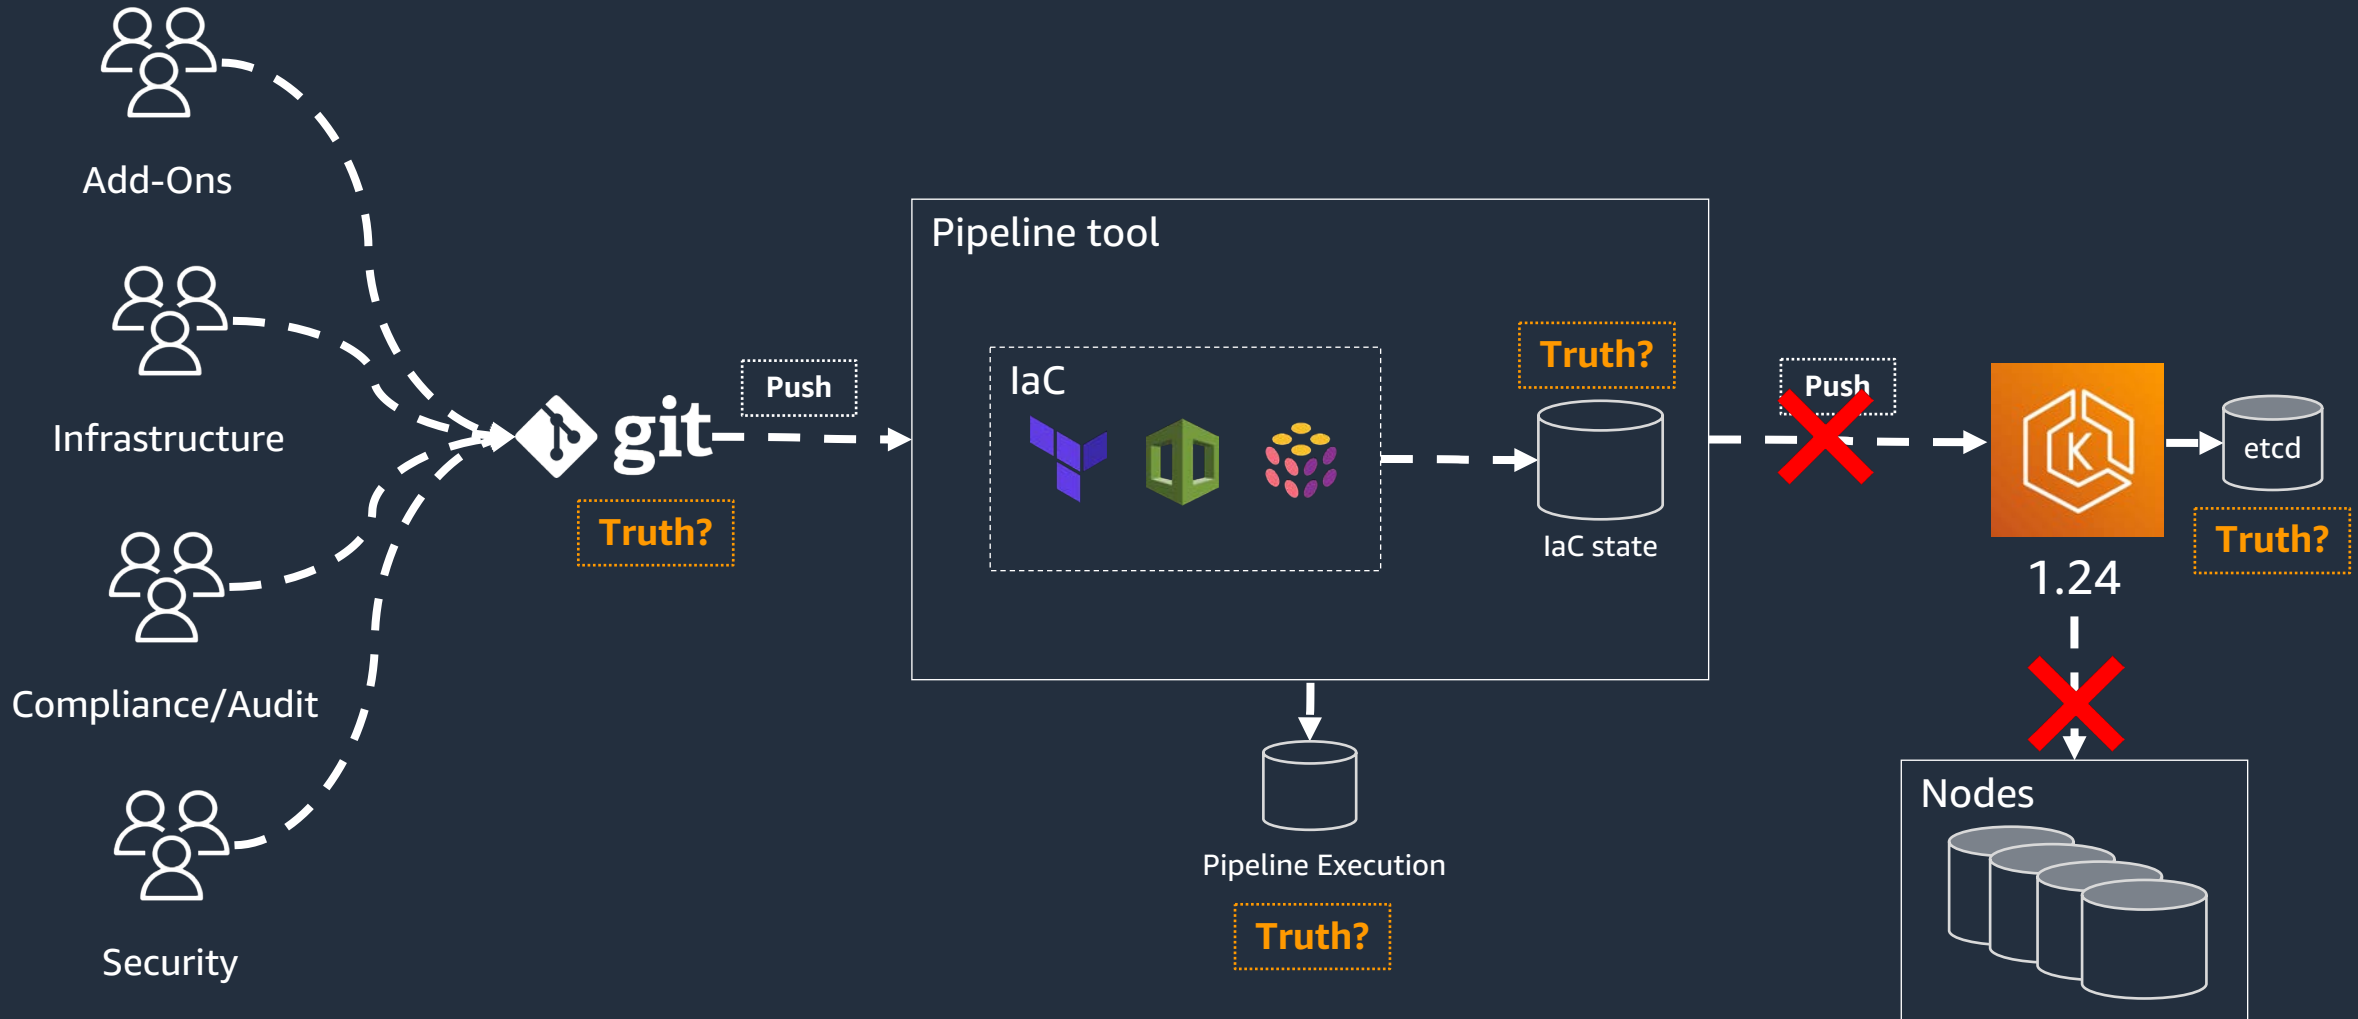 Add-Ons
Infrastructure
Compliance/Audit
Security
git
Truth?
Push
Pipeline tool
IaC
Truth?
IaC state
Pipeline Execution
Truth?
Push
K
1.24
etcd
Truth?
Nodes